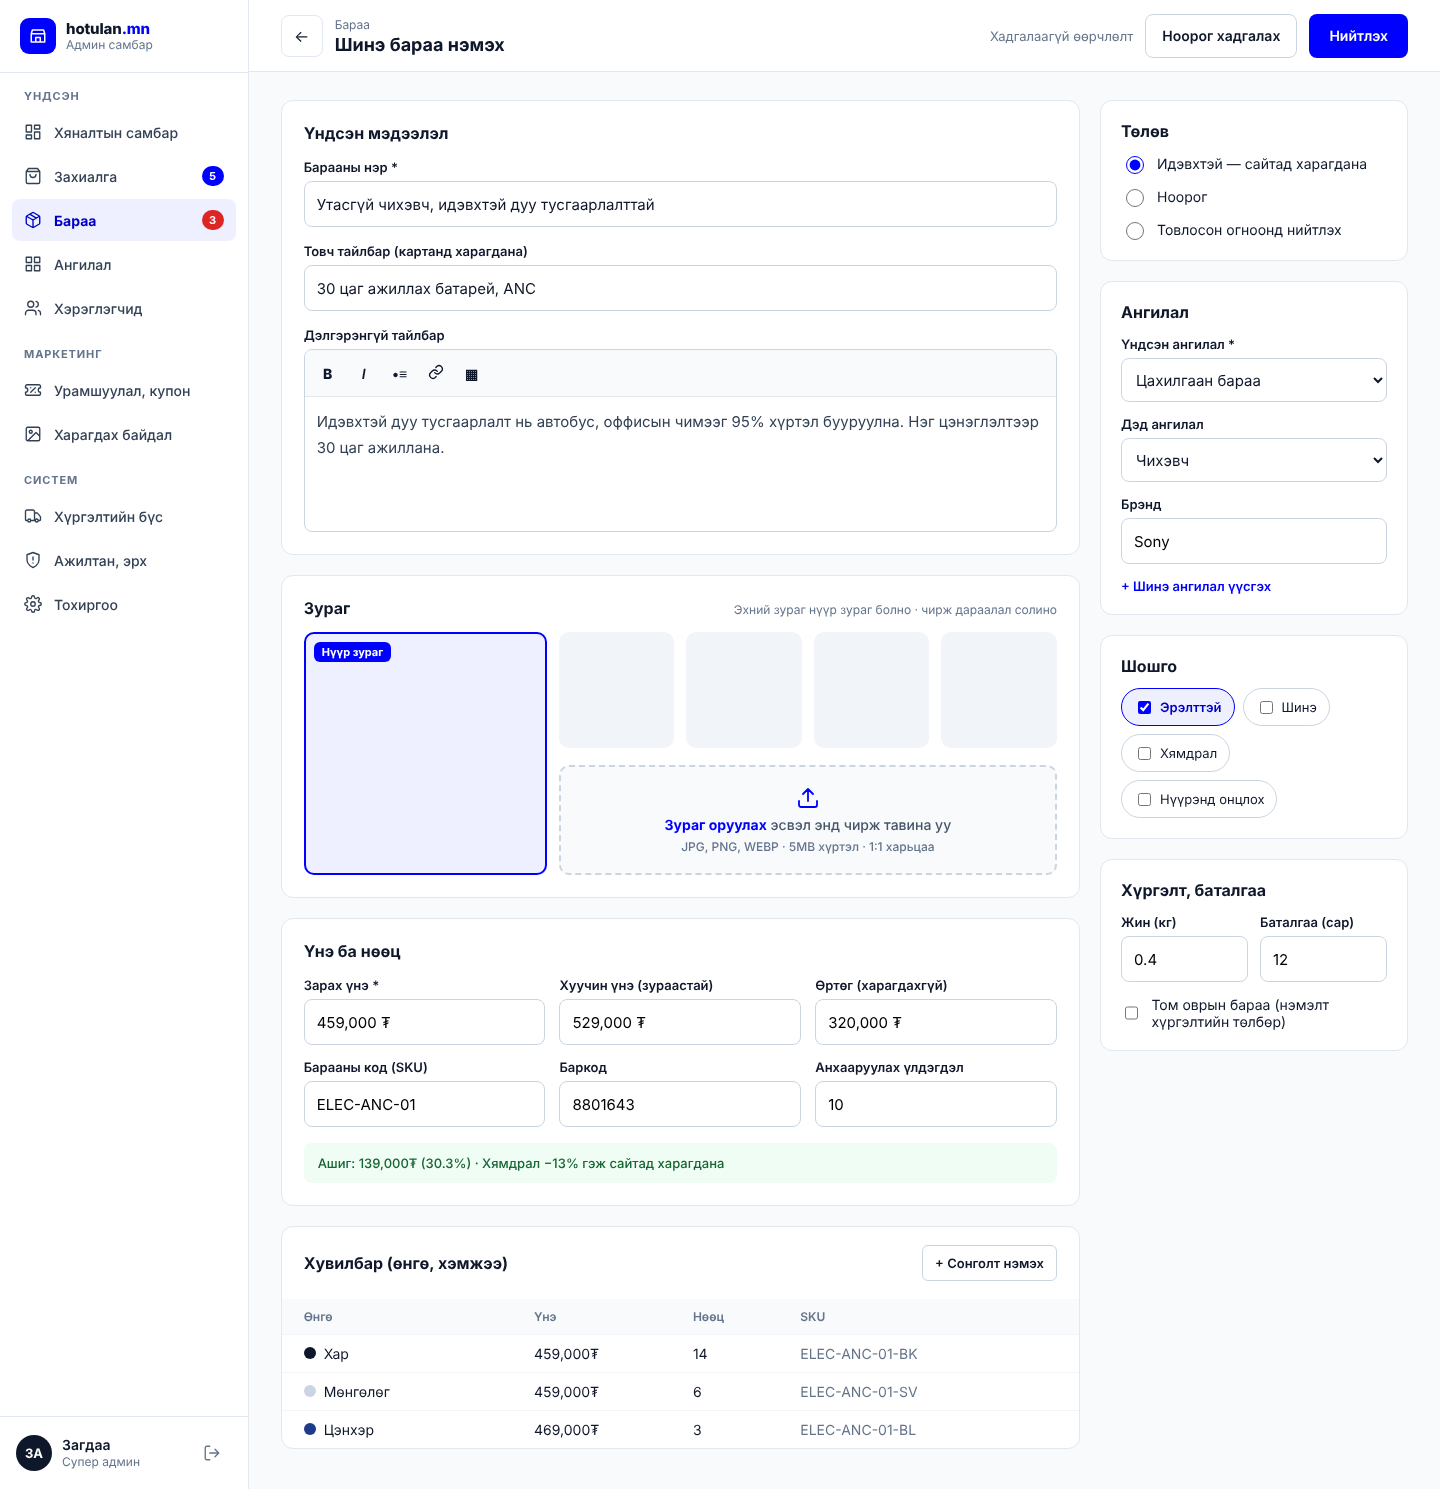 hotulan.mn
Админ самбар
ҮНДСЭН
Хяналтын самбар
Захиалга 5
Бараа 3
Ангилал
Хэрэглэгчид
МАРКЕТИНГ
Урамшуулал, купон
Харагдах байдал
СИСТЕМ
Хүргэлтийн бүс
Ажилтан, эрх
Тохиргоо
ЗА
Загдаа
Супер админ
Бараа
Шинэ бараа нэмэх
Хадгалаагүй өөрчлөлт
Ноорог хадгалах
Нийтлэх
Үндсэн мэдээлэл
Барааны нэр *
Утасгүй чихэвч, идэвхтэй дуу тусгаарлалттай
Товч тайлбар (картанд харагдана)
30 цаг ажиллах батарей, ANC
Дэлгэрэнгүй тайлбар
B I
Идэвхтэй дуу тусгаарлалт нь автобус, оффисын чимээг 95% хүртэл бууруулна. Нэг цэнэглэлтээр
30 цаг ажиллана.
Зураг
Эхний зураг нүүр зураг болно · чирж дараалал солино
Нүүр зураг
Зураг оруулах эсвэл энд чирж тавина уу
JPG, PNG, WEBP · 5MB хүртэл · 1:1 харьцаа
Үнэ ба нөөц
Зарах үнэ * Хуучин үнэ (зураастай) Өртөг (харагдахгүй)
459,000 ₮ 529,000 ₮ 320,000 ₮
Барааны код (SKU) Баркод Анхааруулах үлдэгдэл
ELEC-ANC-01 8801643 10
Ашиг: 139,000₮ (30.3%) · Хямдрал −13% гэж сайтад харагдана
Хувилбар (өнгө, хэмжээ)
+ Сонголт нэмэх
Өнгө Үнэ Нөөц SKU
Хар 459,000₮ 14 ELEC-ANC-01-BK
Мөнгөлөг 459,000₮ 6 ELEC-ANC-01-SV
Цэнхэр 469,000₮ 3 ELEC-ANC-01-BL
Төлөв
Идэвхтэй — сайтад харагдана
Ноорог
Товлосон огноонд нийтлэх
Ангилал
Үндсэн ангилал *
Цахилгаан бараа
Дэд ангилал
Чихэвч
Брэнд
Sony
+ Шинэ ангилал үүсгэх
Шошго
Эрэлттэй
Шинэ
Хямдрал
Нүүрэнд онцлох
Хүргэлт, баталгаа
Жин (кг) Баталгаа (сар)
0.4 12
Том оврын бараа (нэмэлт
хүргэлтийн төлбөр)